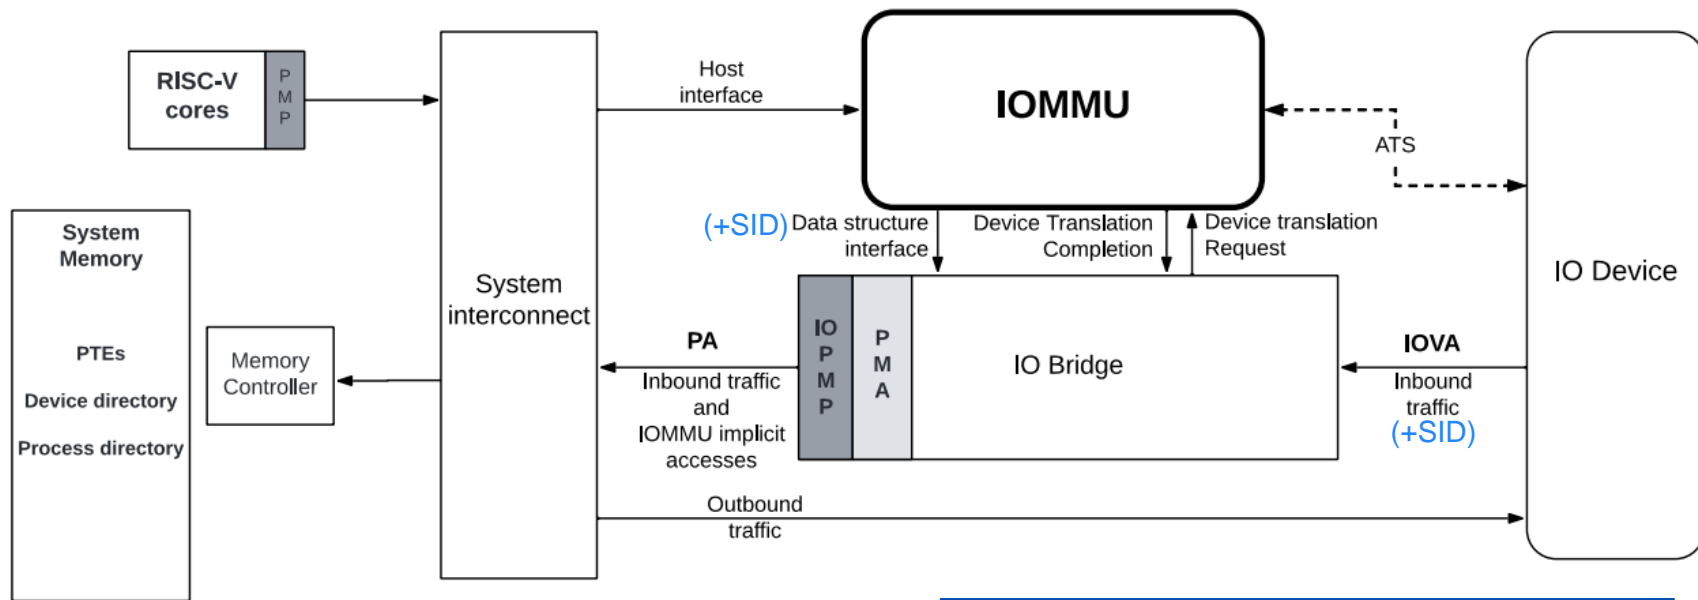 RISC-V
cores
P
M
P
System
Memory
PTEs
Device directory
Process directory
Memory
Controller
System
interconnect
Host
interface
IOMMU
ATS
(+SID)
Data structure
interface
Device Translation
Completion
Device translation
Request
IO
P
M
P
P
M
A
IO Bridge
PA
Inbound traffic
and
IOMMU implicit
accesses
IOVA
Inbound
traffic
(+SID)
Outbound
traffic
IO Device